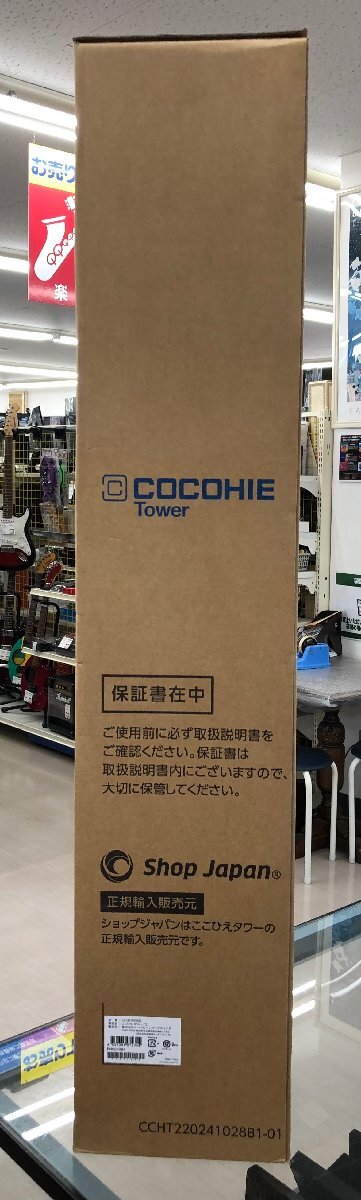 お売り
楽
COCOHIE
Tower
保証書在中
ご使用前に必ず取扱説明書を
ご確認ください。保証書は
取扱説明書内にございますので、
大切に保管してください。
Shop Japan®
正規輸入販売元
ショップジャパンはここひえタワーの
正規輸入販売元です。
CCHT220241028B1-01